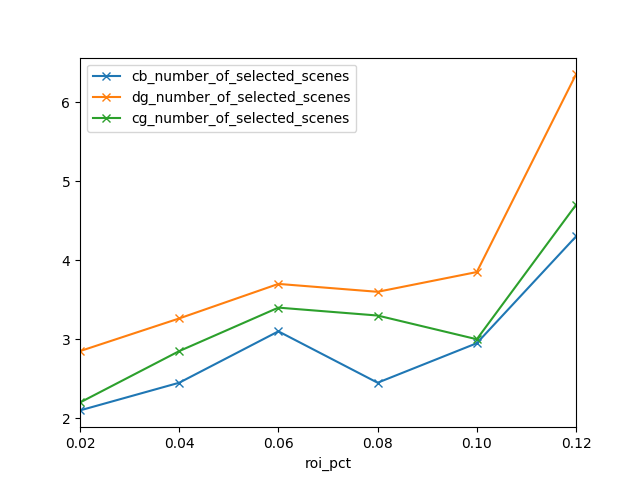 cb_number_of_selected_scenes
dg_number_of_selected_scenes
cg_number_of_selected_scenes
6
5
4
3
2
0.02 0.04 0.06 0.08 0.10 0.12
roi_pct